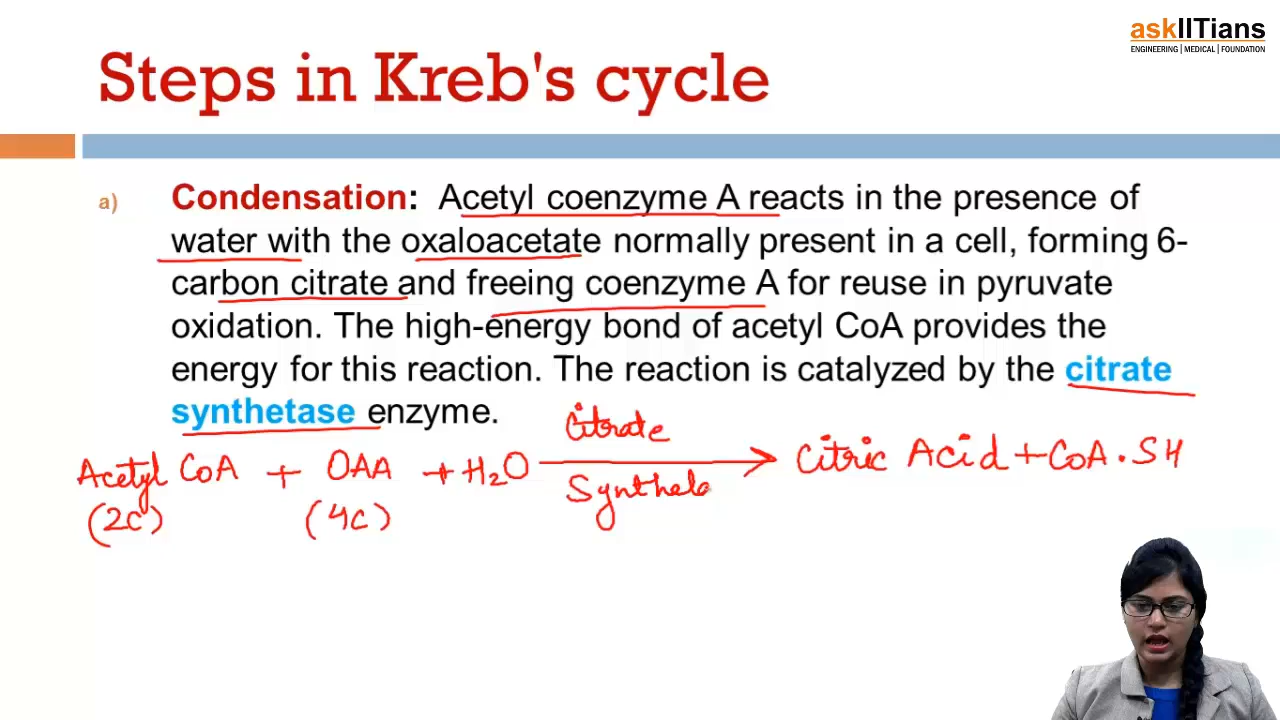 askIITians
ENGINEERING | MEDICAL | FOUNDATION
Steps in Kreb's cycle
a) Condensation: Acetyl coenzyme A reacts in the presence of
water with the oxaloacetate normally present in a cell, forming 6-
carbon citrate and freeing coenzyme A for reuse in pyruvate
oxidation. The high-energy bond of acetyl CoA provides the
energy for this reaction. The reaction is catalyzed by the citrate
synthetase enzyme.
Citrate
Acetyl CoA + OAA + H₂O → Citric Acid + CoA.SH
Syntheta
(2C) (4C)